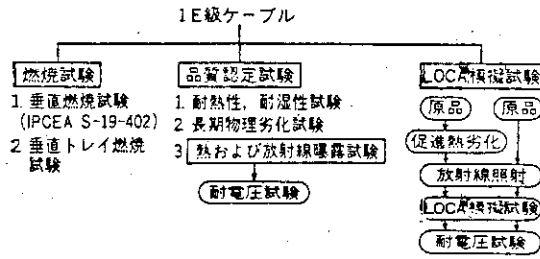 1E級ケーブル
燃焼試験
1. 垂直燃焼試験
(IPCEA S-19-402)
2 垂直トレイ燃焼
試験
品質認定試験
1 耐熱性，耐湿性試験
2 長期物理劣化試験
3 熱および放射線曝露試験
耐電圧試験
LOCA模擬試験
原品 原品
促進熱劣化
放射線照射
LOCA模擬試験
耐電圧試験